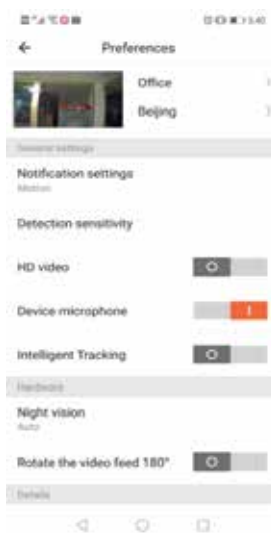 Preferences
Office
Beijing
General settings
Notification settings
Motion
Detection sensitivity
HD video
Device microphone
Intelligent Tracking
Hardware
Night vision
Auto
Rotate the video feed 180°
Details